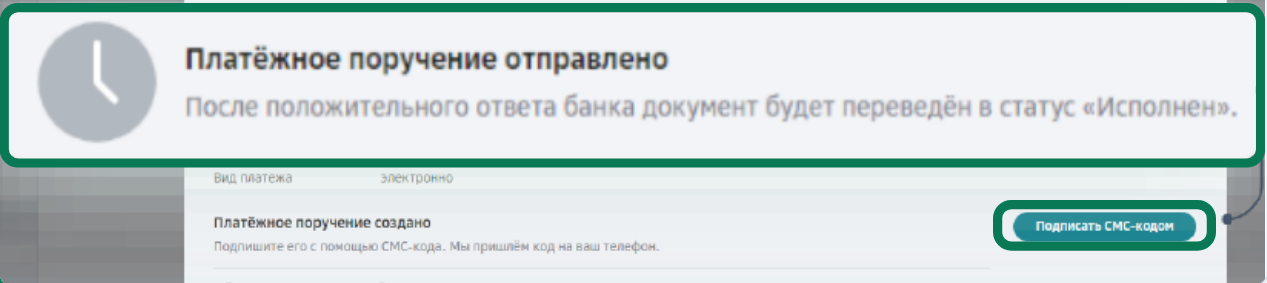 Платёжное поручение отправлено
После положительного ответа банка документ будет переведён в статус «Исполнен».
Вид платежа электронно
Платёжное поручение создано
Подписать СМС-кодом
Подпишите его с помощью СМС-кода. Мы пришлём код на ваш телефон.